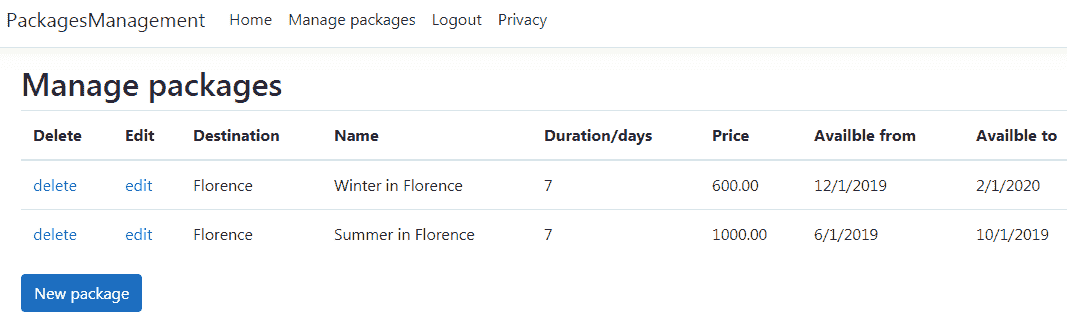 PackagesManagement Home Manage packages Logout Privacy
Manage packages
Delete Edit Destination Name Duration/days Price Availble from Availble to
delete edit Florence Winter in Florence 7 600.00 12/1/2019 2/1/2020
delete edit Florence Summer in Florence 7 1000.00 6/1/2019 10/1/2019
New package